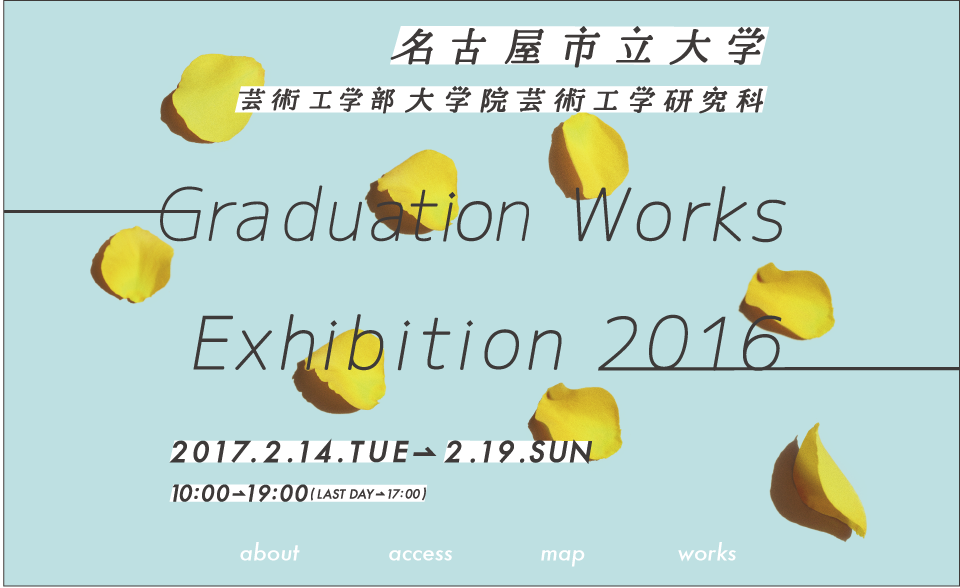 名古屋市立大学
芸術工学部大学院芸術工学研究科
Graduation Works
Exhibition 2016
2017.2.14.TUE⇀2.19.SUN
10:00⇀19:00(LAST DAY⇀17:00)
about access map works